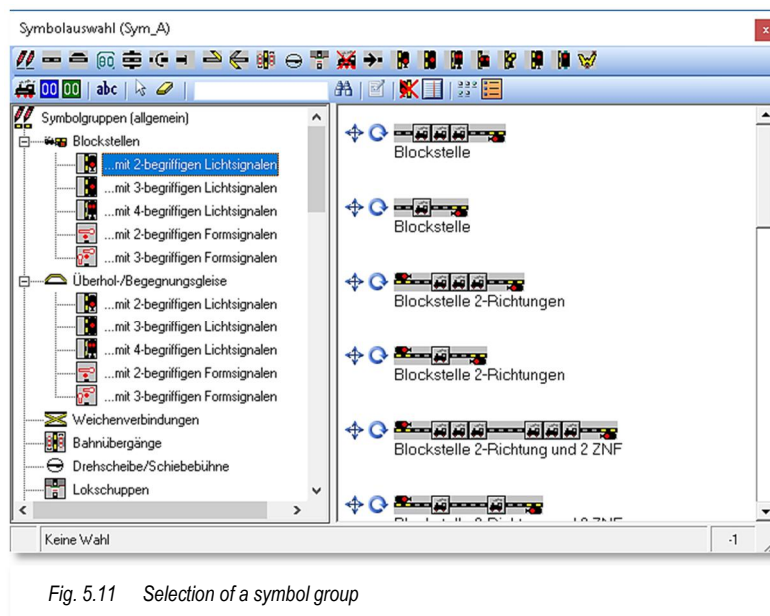 Symbolauswahl (Sym_A)
x
00 00 abc
Symbolgruppen (allgemein)
Blockstellen
...mit 2-begriffigen Lichtsignalen
...mit 3-begriffigen Lichtsignalen
...mit 4-begriffigen Lichtsignalen
...mit 2-begriffigen Formsignalen
...mit 3-begriffigen Formsignalen
Überhol-/Begegnungsgleise
...mit 2-begriffigen Lichtsignalen
...mit 3-begriffigen Lichtsignalen
...mit 4-begriffigen Lichtsignalen
...mit 2-begriffigen Formsignalen
...mit 3-begriffigen Formsignalen
Weichenverbindungen
Bahnübergänge
Drehscheibe/Schiebebühne
Lokschuppen
Blockstelle
Blockstelle
Blockstelle 2-Richtungen
Blockstelle 2-Richtungen
Blockstelle 2-Richtung und 2 ZNF
Keine Wahl
-1
Fig. 5.11 Selection of a symbol group